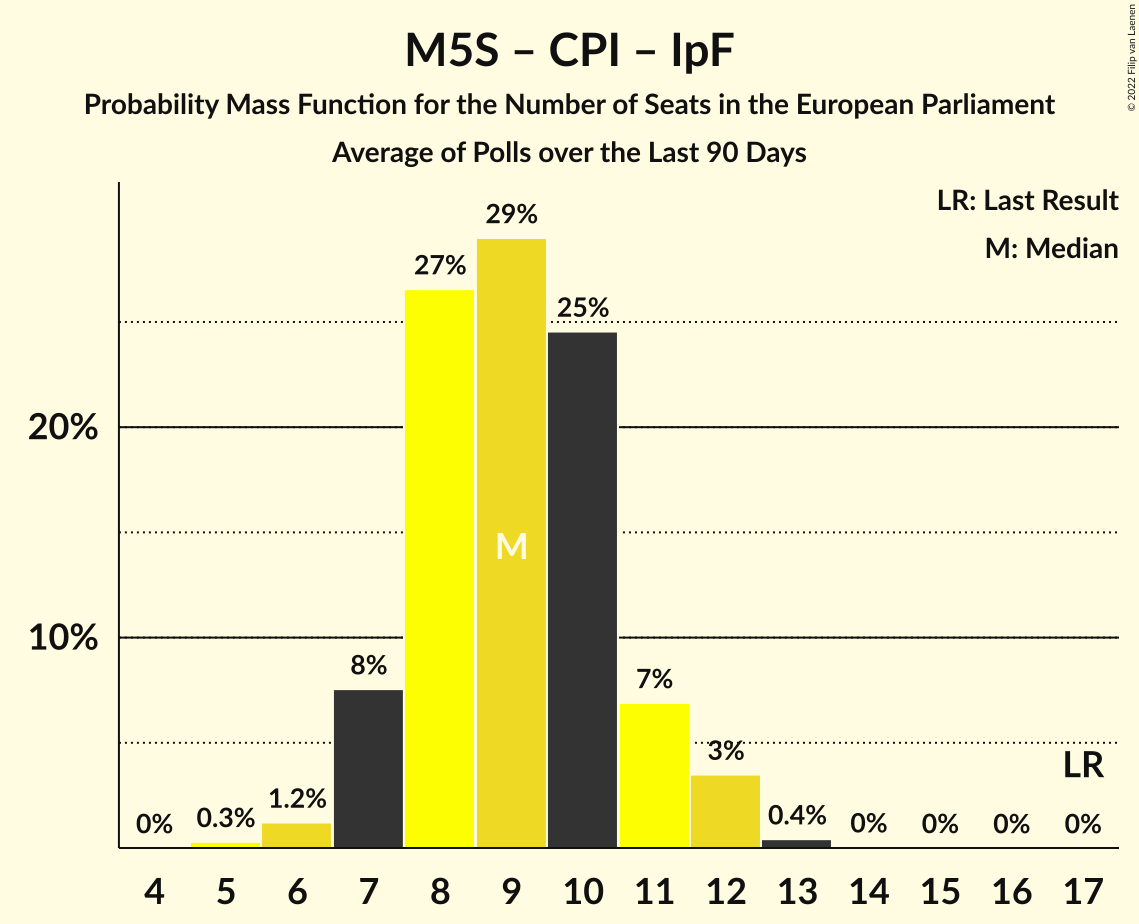 M5S – CPI – IpF
Probability Mass Function for the Number of Seats in the European Parliament
Average of Polls over the Last 90 Days
© 2022 Filip van Laenen
LR: Last Result
M: Median
29%
27%
25%
20%
M
10%
8%
7%
3%
LR
0% 0.3% 1.2% 0.4% 0% 0% 0% 0%
4 5 6 7 8 9 10 11 12 13 14 15 16 17